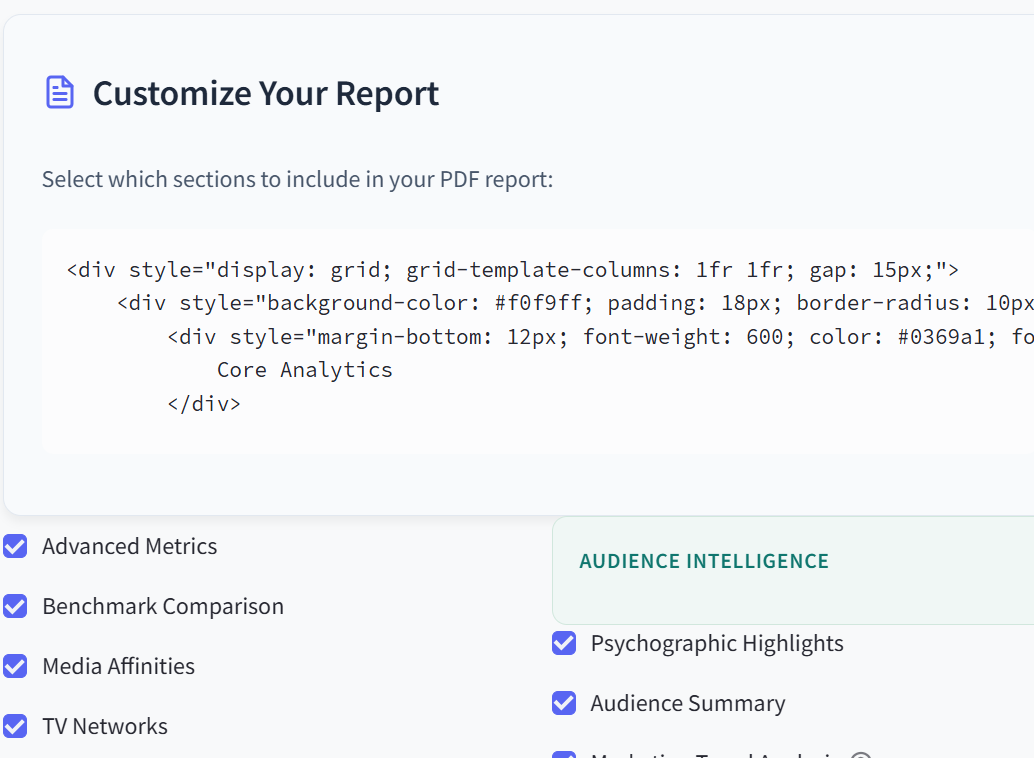 Customize Your Report
Select which sections to include in your PDF report:
<div style="display: grid; grid-template-columns: 1fr 1fr; gap: 15px;">
    <div style="background-color: #f0f9ff; padding: 18px; border-radius: 10px
        <div style="margin-bottom: 12px; font-weight: 600; color: #0369a1; fo
            Core Analytics
        </div>
Advanced Metrics
Benchmark Comparison
Media Affinities
TV Networks
AUDIENCE INTELLIGENCE
Psychographic Highlights
Audience Summary